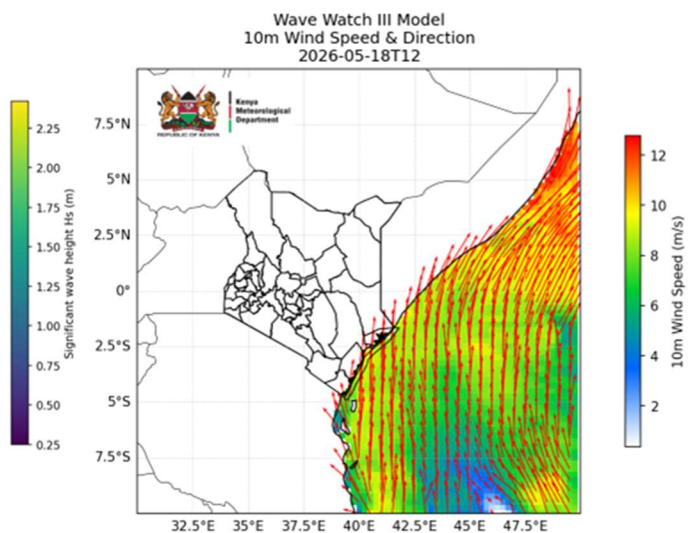 Wave Watch III Model
10m Wind Speed & Direction
2026-05-18T12
Kenya
Meteorological
Department
REPUBLIC OF KENYA
2.25
2.00
1.75
1.50
1.25
1.00
0.75
0.50
0.25
Significant wave height Hs (m)
7.5°N
5°N
2.5°N
0°
2.5°S
5°S
7.5°S
32.5°E
35°E
37.5°E
40°E
42.5°E
45°E
47.5°E
12
10
8
6
4
2
10m Wind Speed (m/s)